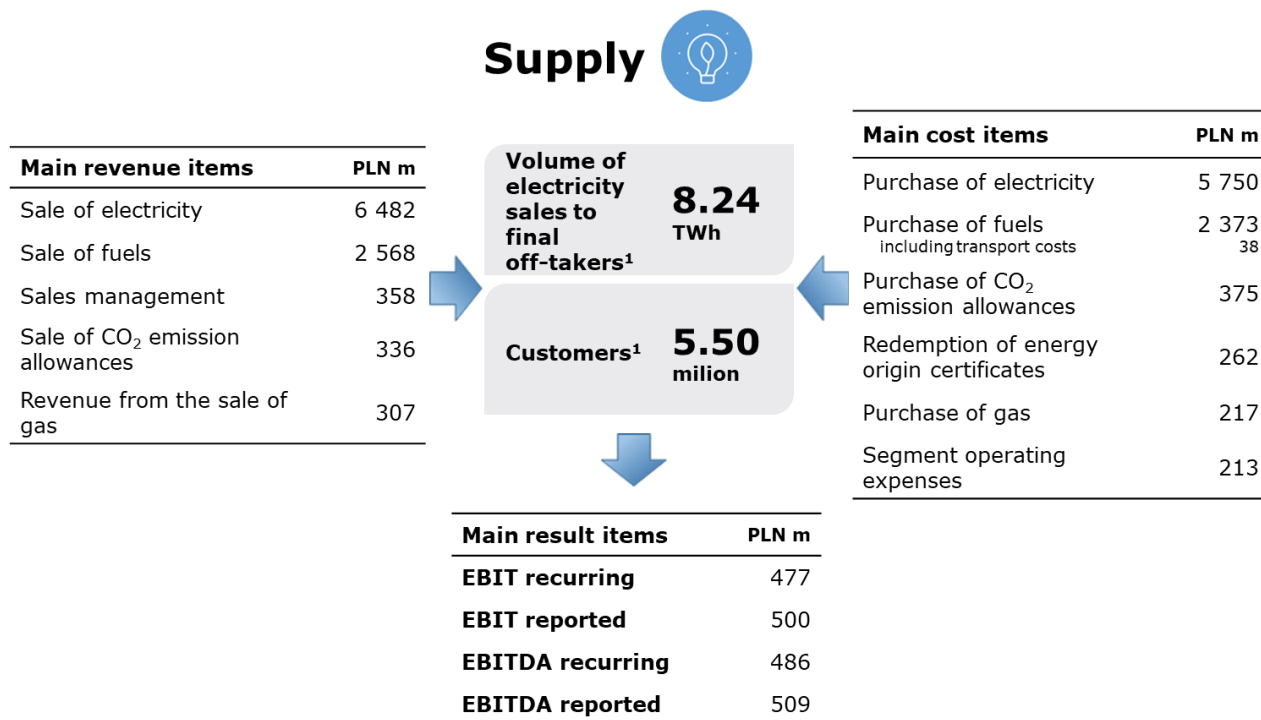 Supply
Main revenue items PLN m
Sale of electricity 6 482
Sale of fuels 2 568
Sales management 358
Sale of CO₂ emission
allowances 336
Revenue from the sale of
gas 307
Volume of
electricity
sales to
final
off-takers¹
8.24
TWh
Customers¹
5.50
milion
Main cost items PLN m
Purchase of electricity 5 750
Purchase of fuels 2 373
including transport costs 38
Purchase of CO₂
emission allowances 375
Redemption of energy
origin certificates 262
Purchase of gas 217
Segment operating
expenses 213
Main result items PLN m
EBIT recurring 477
EBIT reported 500
EBITDA recurring 486
EBITDA reported 509